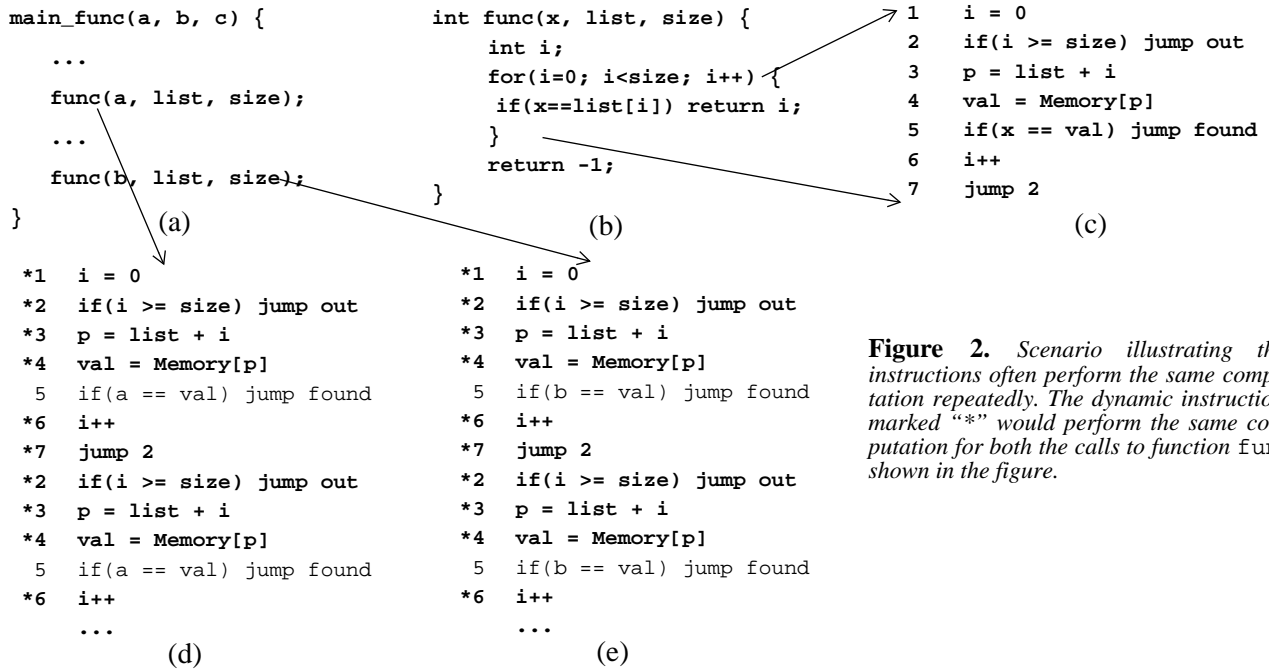 main_func(a, b, c) {
...
func(a, list, size);
...
func(b, list, size);
}
(a)
int func(x, list, size) {
int i;
for(i=0; i<size; i++) {
if(x==list[i]) return i;
}
return -1;
}
(b)
1 i = 0
2 if(i >= size) jump out
3 p = list + i
4 val = Memory[p]
5 if(x == val) jump found
6 i++
7 jump 2
(c)
*1 i = 0
*2 if(i >= size) jump out
*3 p = list + i
*4 val = Memory[p]
5 if(a == val) jump found
*6 i++
*7 jump 2
*2 if(i >= size) jump out
*3 p = list + i
*4 val = Memory[p]
5 if(a == val) jump found
*6 i++
...
(d)
*1 i = 0
*2 if(i >= size) jump out
*3 p = list + i
*4 val = Memory[p]
5 if(b == val) jump found
*6 i++
*7 jump 2
*2 if(i >= size) jump out
*3 p = list + i
*4 val = Memory[p]
5 if(b == val) jump found
*6 i++
...
(e)
Figure 2. Scenario illustrating
instructions often perform the same
tation repeatedly. The dynamic
marked “*” would perform the same
putation for both the calls to function
shown in the figure.